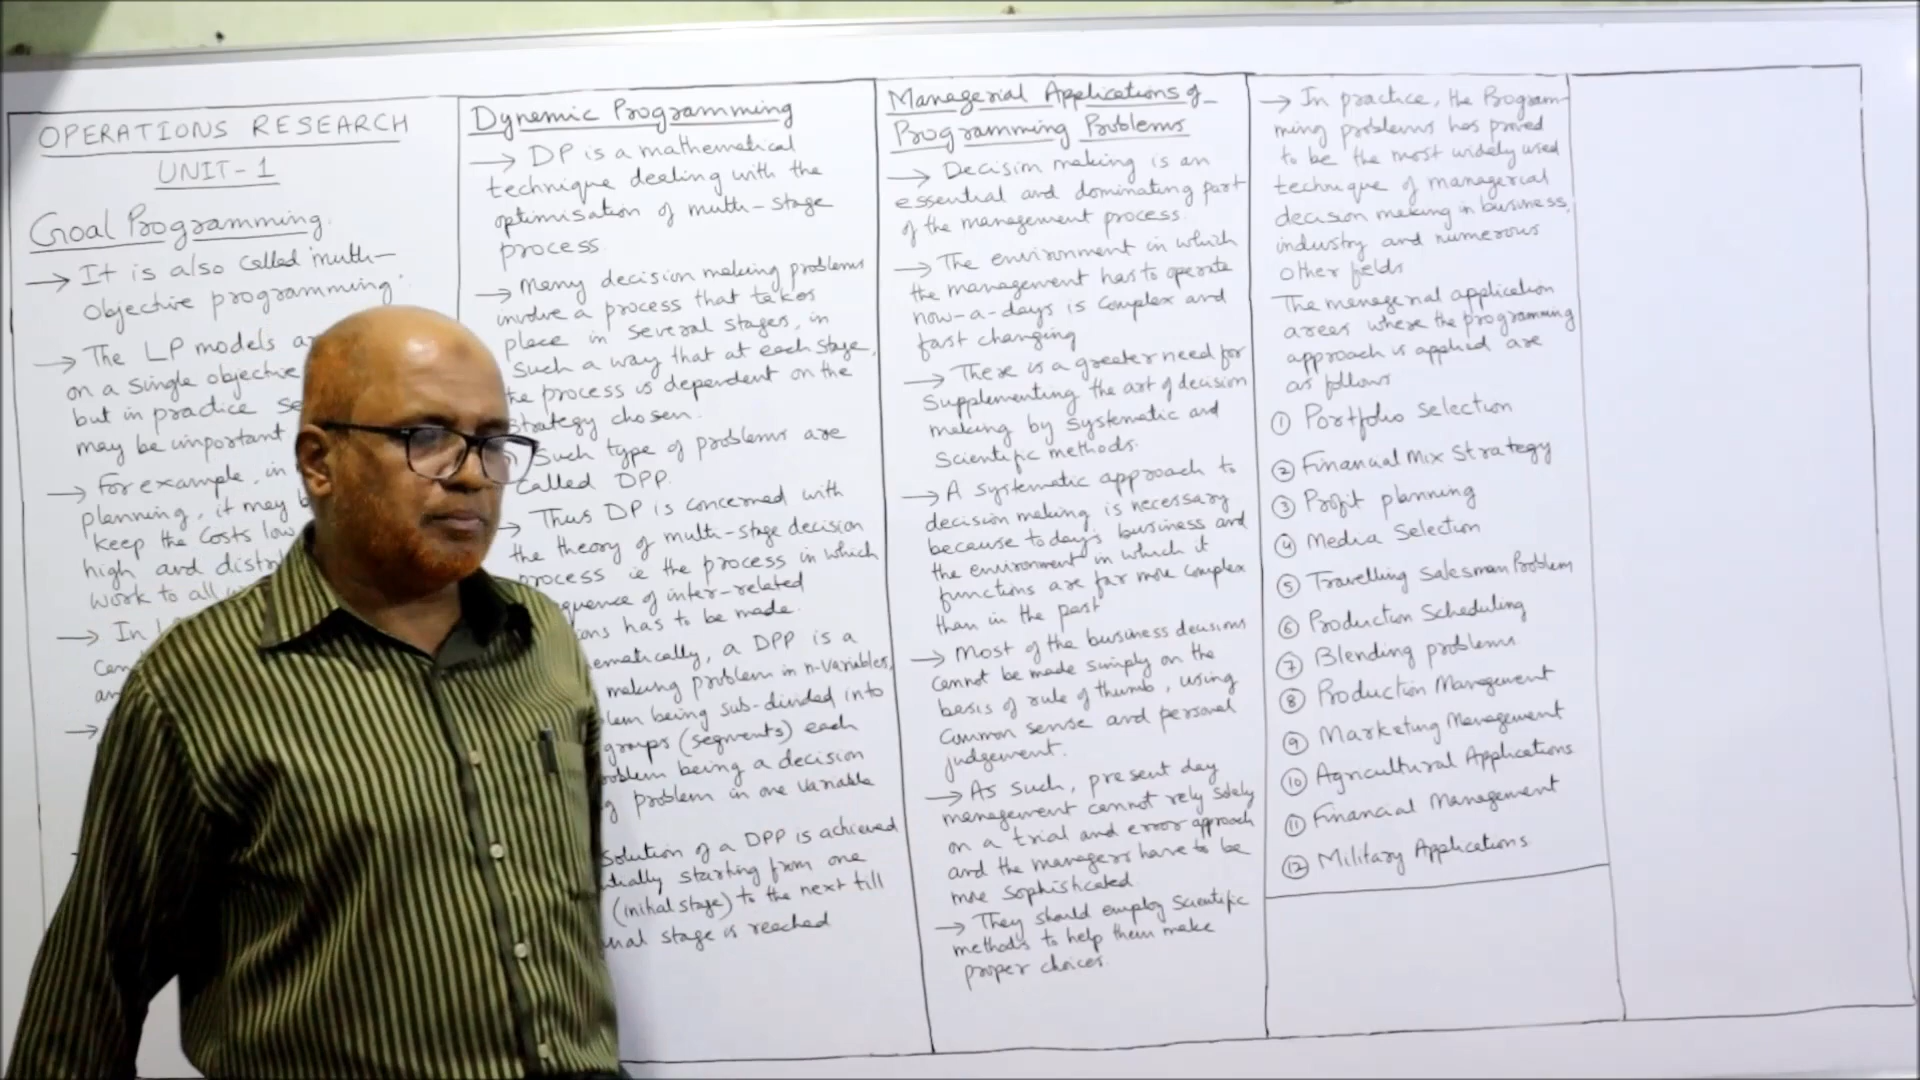 OPERATIONS RESEARCH
UNIT-1
Goal Programming.
→ It is also called multi-
Objective programming.
→ The LP models
on a single objective
but in practice
may be important
→ For example, in
planning, it may
keep the costs low
high and
work to all
→ In
Dynemic Programming
→ DP is a mathematical
technique dealing with the
optimisation of multi-stage
process
→ Many decision making problems
involve a process that takes
place in several stages, in
Such a way that at each stage,
the process is dependent on the
strategy chosen.
Such type of problems are
called DPP.
→ Thus DP is concerned with
the theory of multi-stage decision
process ie the process in which
of inter-related
has to be made.
a DPP is a
making problem in n-variables,
being sub-divided into
groups (segments) each
being a decision
problem in one variable
Solution of a DPP is achieved
starting from one
(initial stage) to the next till
stage is reached
Managerial Applications of
Programming Problems
→ Decision making is an
essential and dominating part
of the management process.
→ The environment in which
the management has to operate
now-a-days is complex and
fast changing
→ There is a greater need for
Supplementing the art of decision
making by systematic and
Scientific methods.
→ A systematic approach to
decision making is necessary
because today's business and
the environment in which it
functions are far more complex
than in the past
→ Most of the business decisions
cannot be made simply on the
basis of rule of thumb, using
common sense and personal
judgement.
→ As such, present day
management cannot rely solely
on a trial and error approach
and the managers have to be
more sophisticated
→ They should employ scientific
methods to help them make
proper choices.
→ In practice, the Program-
ming problems has proved
to be the most widely used
technique of managerial
decision making in business,
industry and numerous
other fields
The managerial application
areas where the programming
approach is applied are
as follows
① Portfolio selection
② Financial mix Strategy
③ Profit planning
④ Media Selection
⑤ Travelling salesman Problem
⑥ Production Scheduling
⑦ Blending problems
⑧ Production Management
⑨ Marketing Management
⑩ Agricultural Applications
⑪ Financial Management
⑫ Military Applications